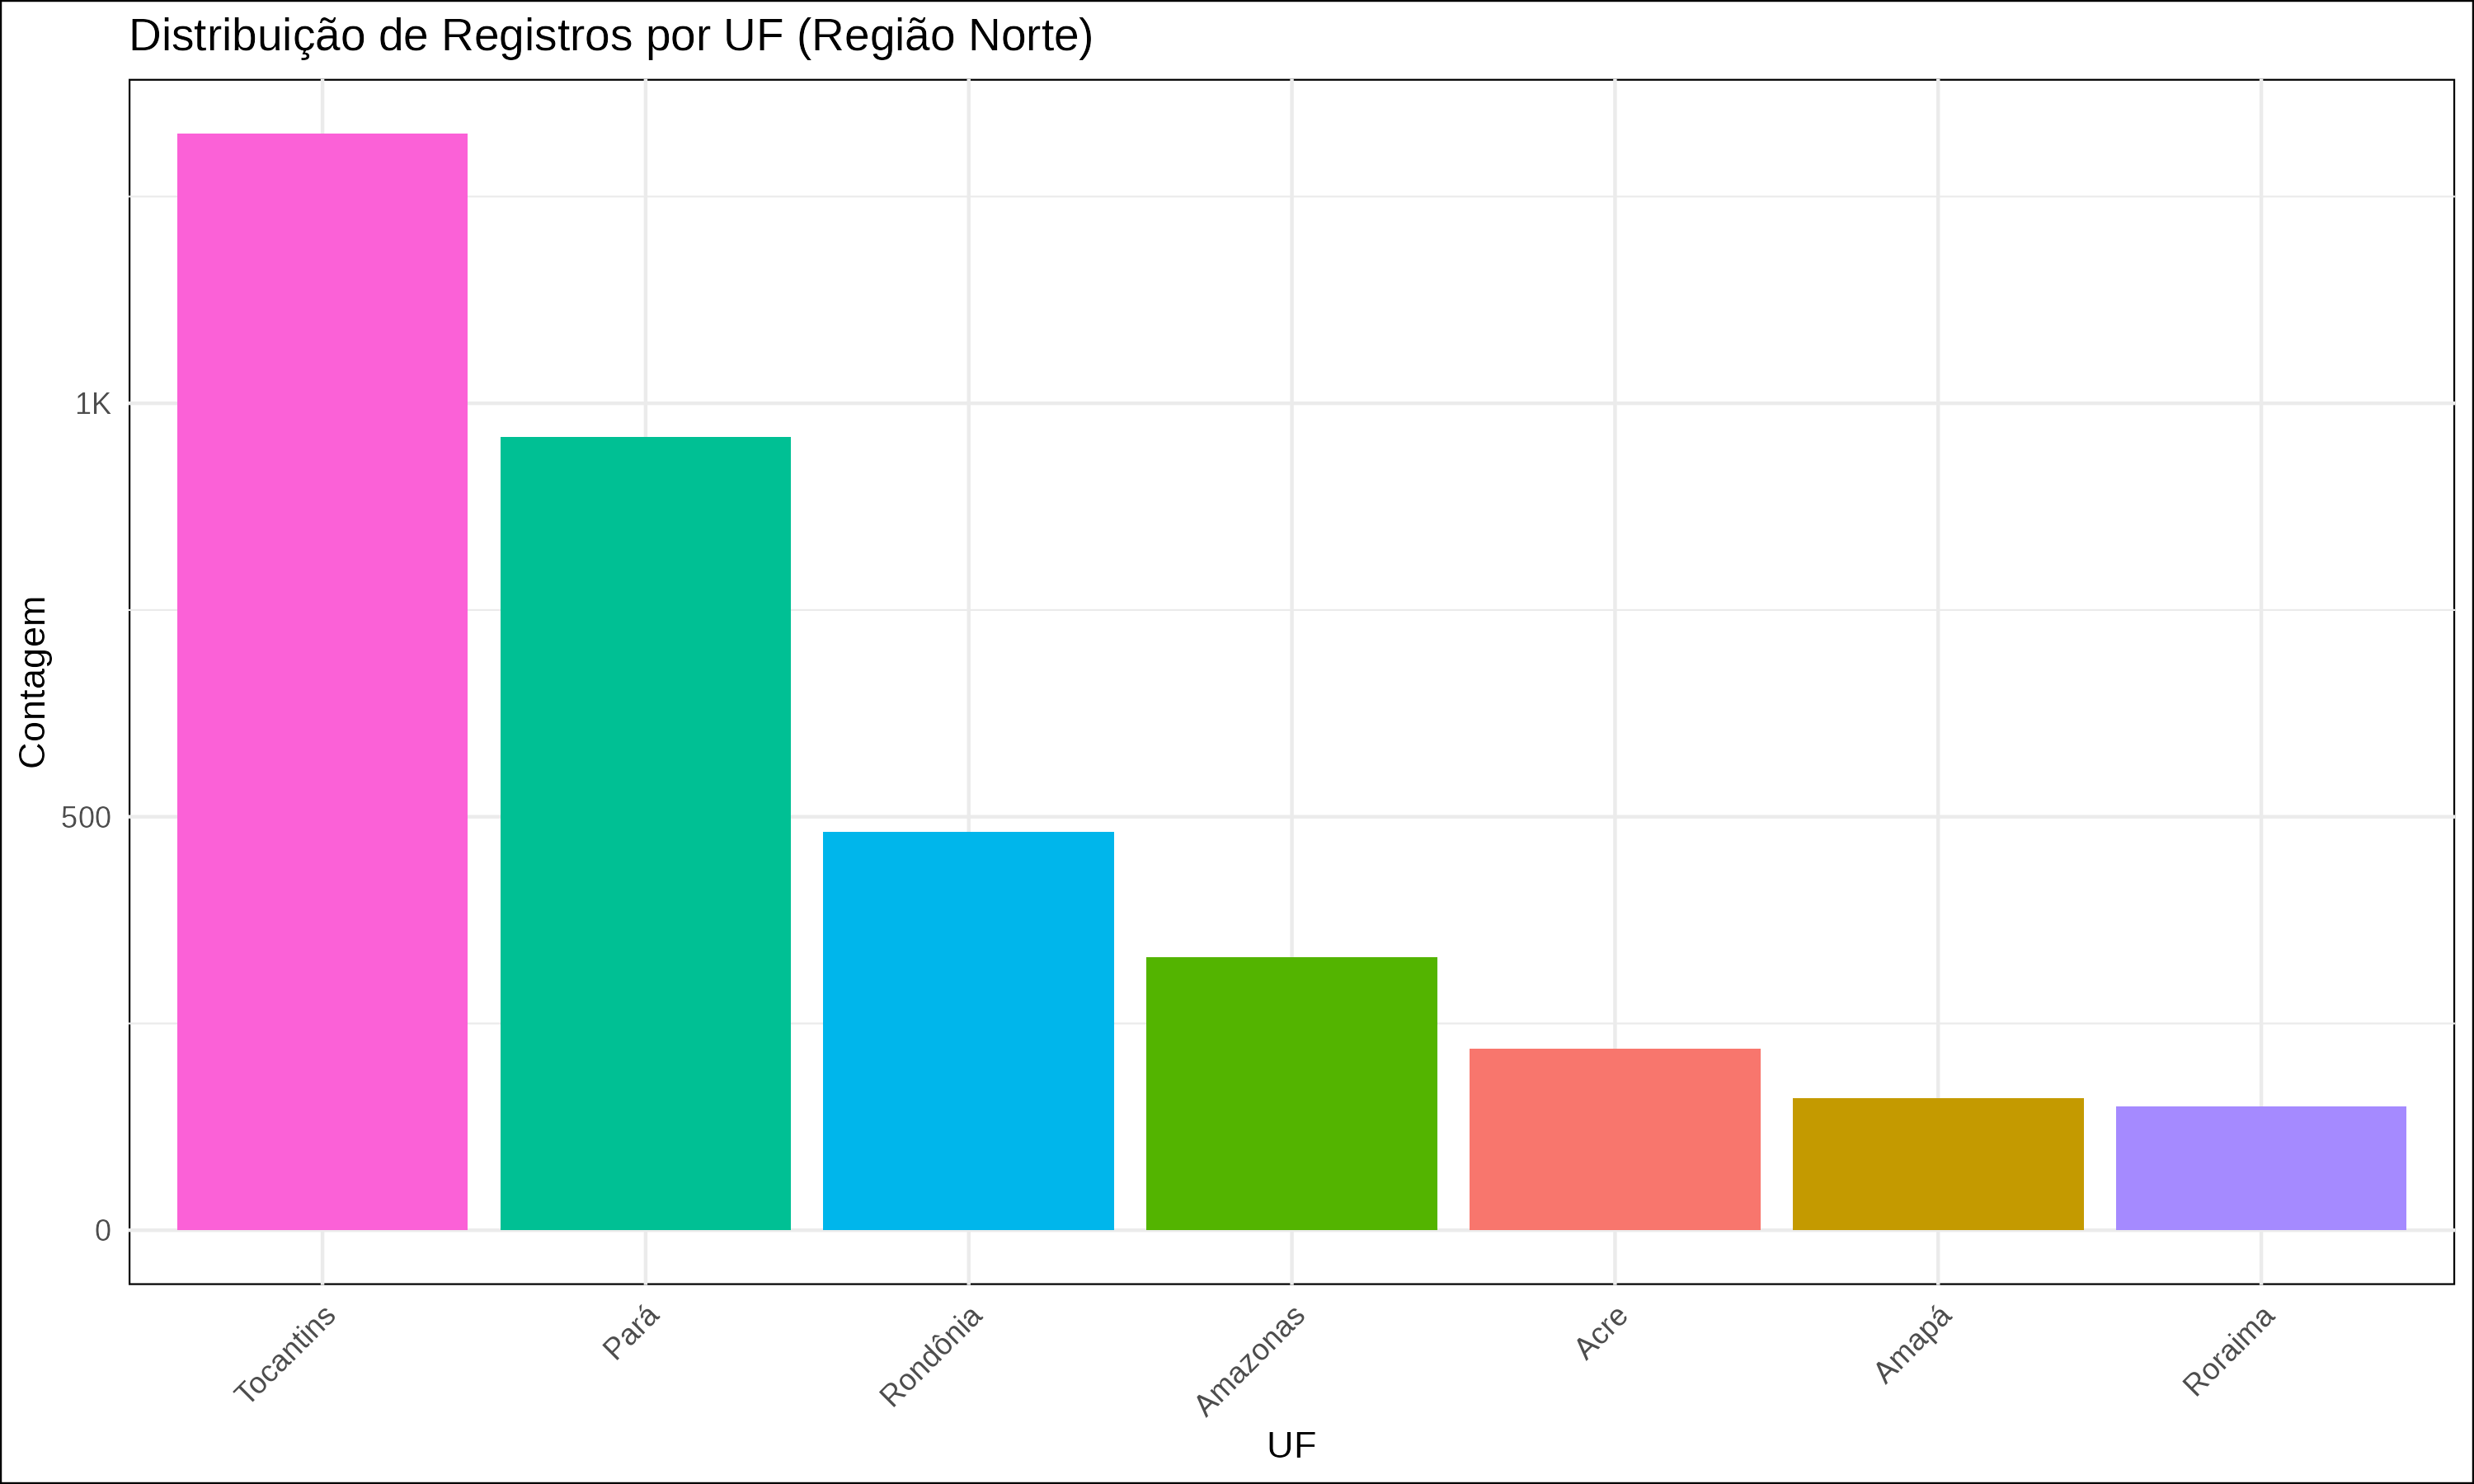 Distribuição de Registros por UF (Região Norte)
Contagem
1K
500
0
Tocantins
Pará
Rondônia
Amazonas
Acre
Amapá
Roraima
UF